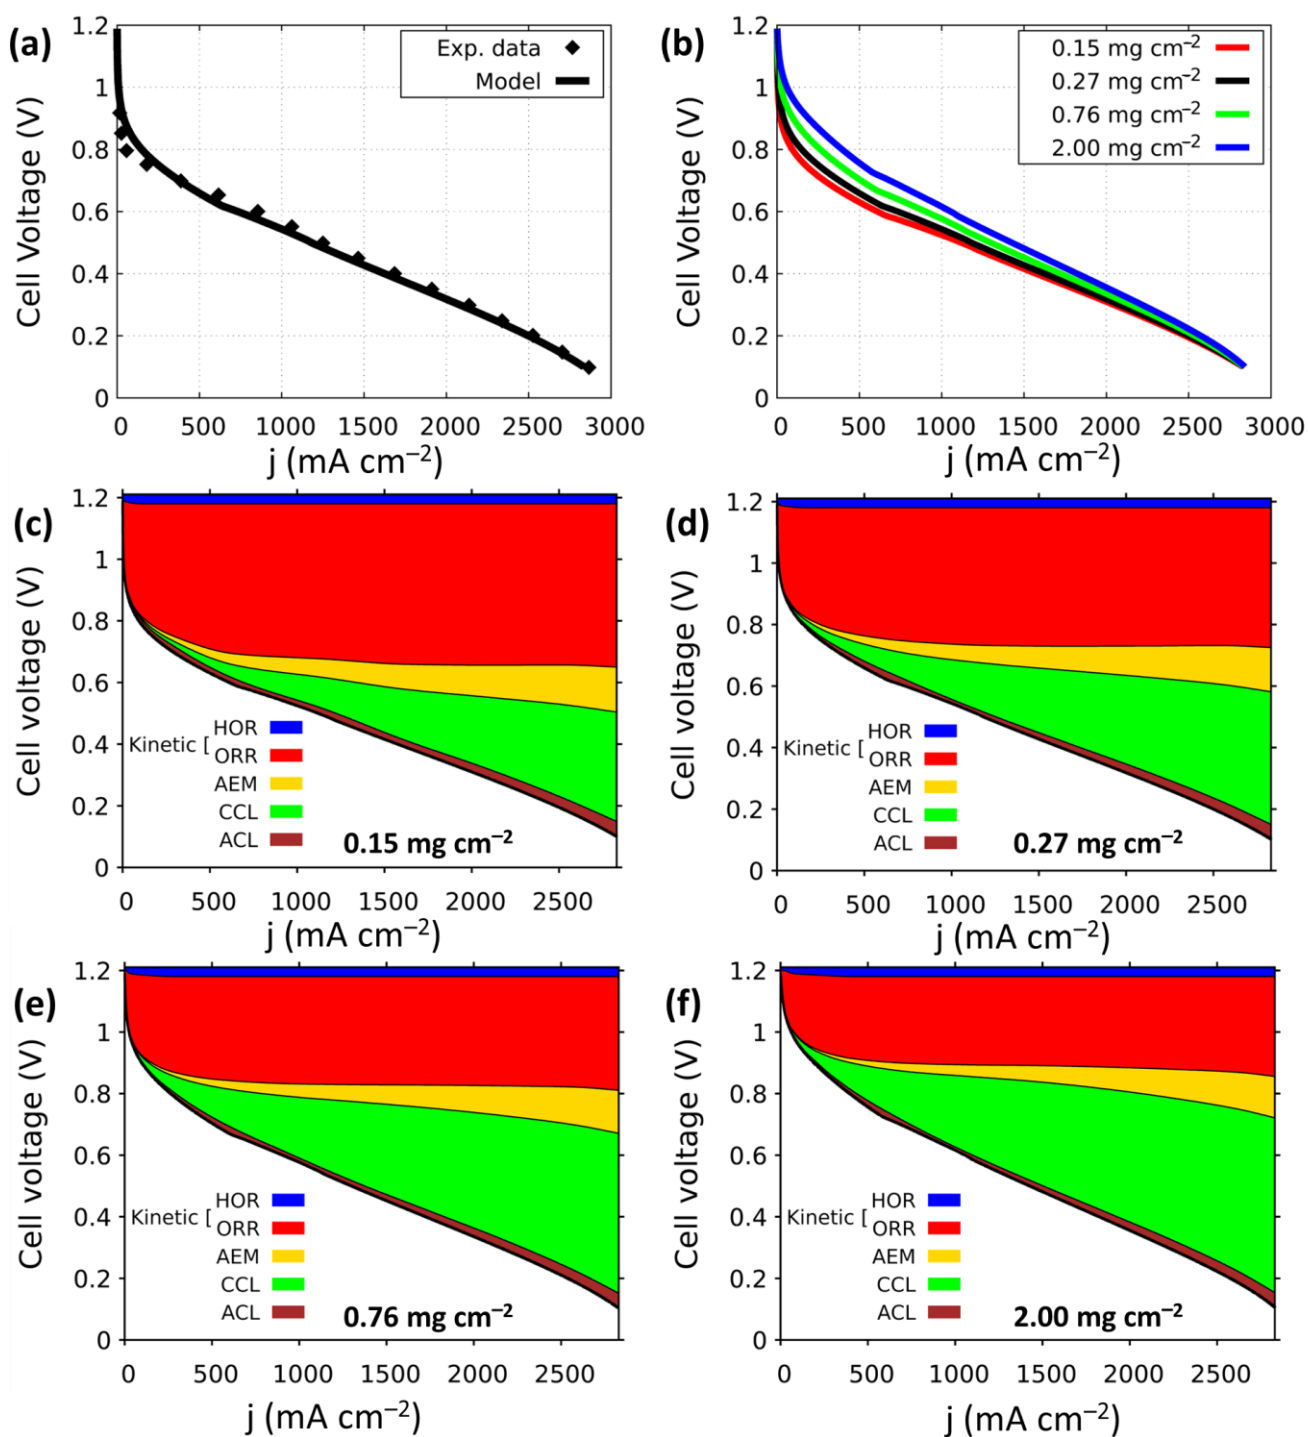 (a)
1.2
1
0.8
0.6
0.4
0.2
0
Cell Voltage (V)
Exp. data
Model
0 500 1000 1500 2000 2500 3000
j (mA cm⁻²)
(b)
1.2
1
0.8
0.6
0.4
0.2
0
Cell Voltage (V)
0.15 mg cm⁻²
0.27 mg cm⁻²
0.76 mg cm⁻²
2.00 mg cm⁻²
0 500 1000 1500 2000 2500 3000
j (mA cm⁻²)
(c)
1.2
1
0.8
0.6
0.4
0.2
0
Cell voltage (V)
Kinetic [
HOR
ORR
AEM
CCL
ACL
0.15 mg cm⁻²
0 500 1000 1500 2000 2500
j (mA cm⁻²)
(d)
1.2
1
0.8
0.6
0.4
0.2
0
Cell voltage (V)
Kinetic [
HOR
ORR
AEM
CCL
ACL
0.27 mg cm⁻²
0 500 1000 1500 2000 2500
j (mA cm⁻²)
(e)
1.2
1
0.8
0.6
0.4
0.2
0
Cell voltage (V)
Kinetic [
HOR
ORR
AEM
CCL
ACL
0.76 mg cm⁻²
0 500 1000 1500 2000 2500
j (mA cm⁻²)
(f)
1.2
1
0.8
0.6
0.4
0.2
0
Cell voltage (V)
Kinetic [
HOR
ORR
AEM
CCL
ACL
2.00 mg cm⁻²
0 500 1000 1500 2000 2500
j (mA cm⁻²)